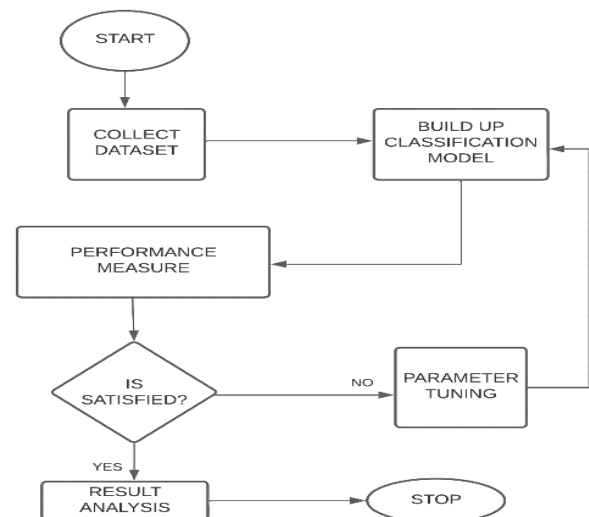 START
COLLECT
DATASET
BUILD UP
CLASSIFICATION
MODEL
PERFORMANCE
MEASURE
IS
SATISFIED?
NO
PARAMETER
TUNING
YES
RESULT
ANALYSIS
STOP